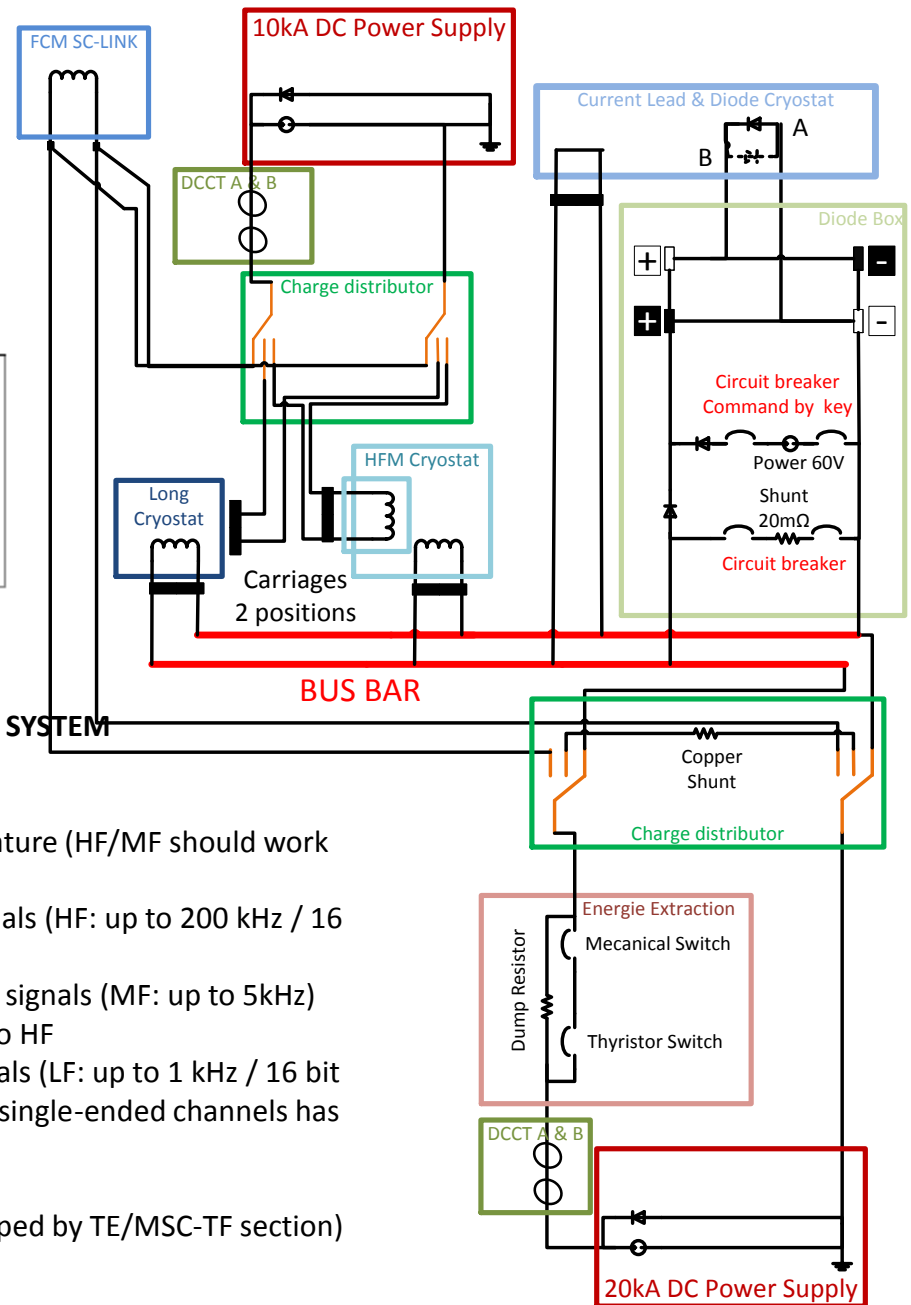 FCM SC-LINK
10kA DC Power Supply
Current Lead & Diode Cryostat
A
B
DCCT A & B
Diode Box
+
-
+
-
Charge distributor
Circuit breaker
Command by key
Power 60V
Shunt
20mΩ
Circuit breaker
HFM Cryostat
Long
Cryostat
Carriages
2 positions
BUS BAR
SYSTEM
Copper
Shunt
Charge distributor
ature (HF/MF should work
nals (HF: up to 200 kHz / 16
signals (MF: up to 5kHz)
o HF
als (LF: up to 1 kHz / 16 bit
single-ended channels has
ped by TE/MSC-TF section)
Energie Extraction
Mecanical Switch
Dump Resistor
Thyristor Switch
DCCT A & B
20kA DC Power Supply